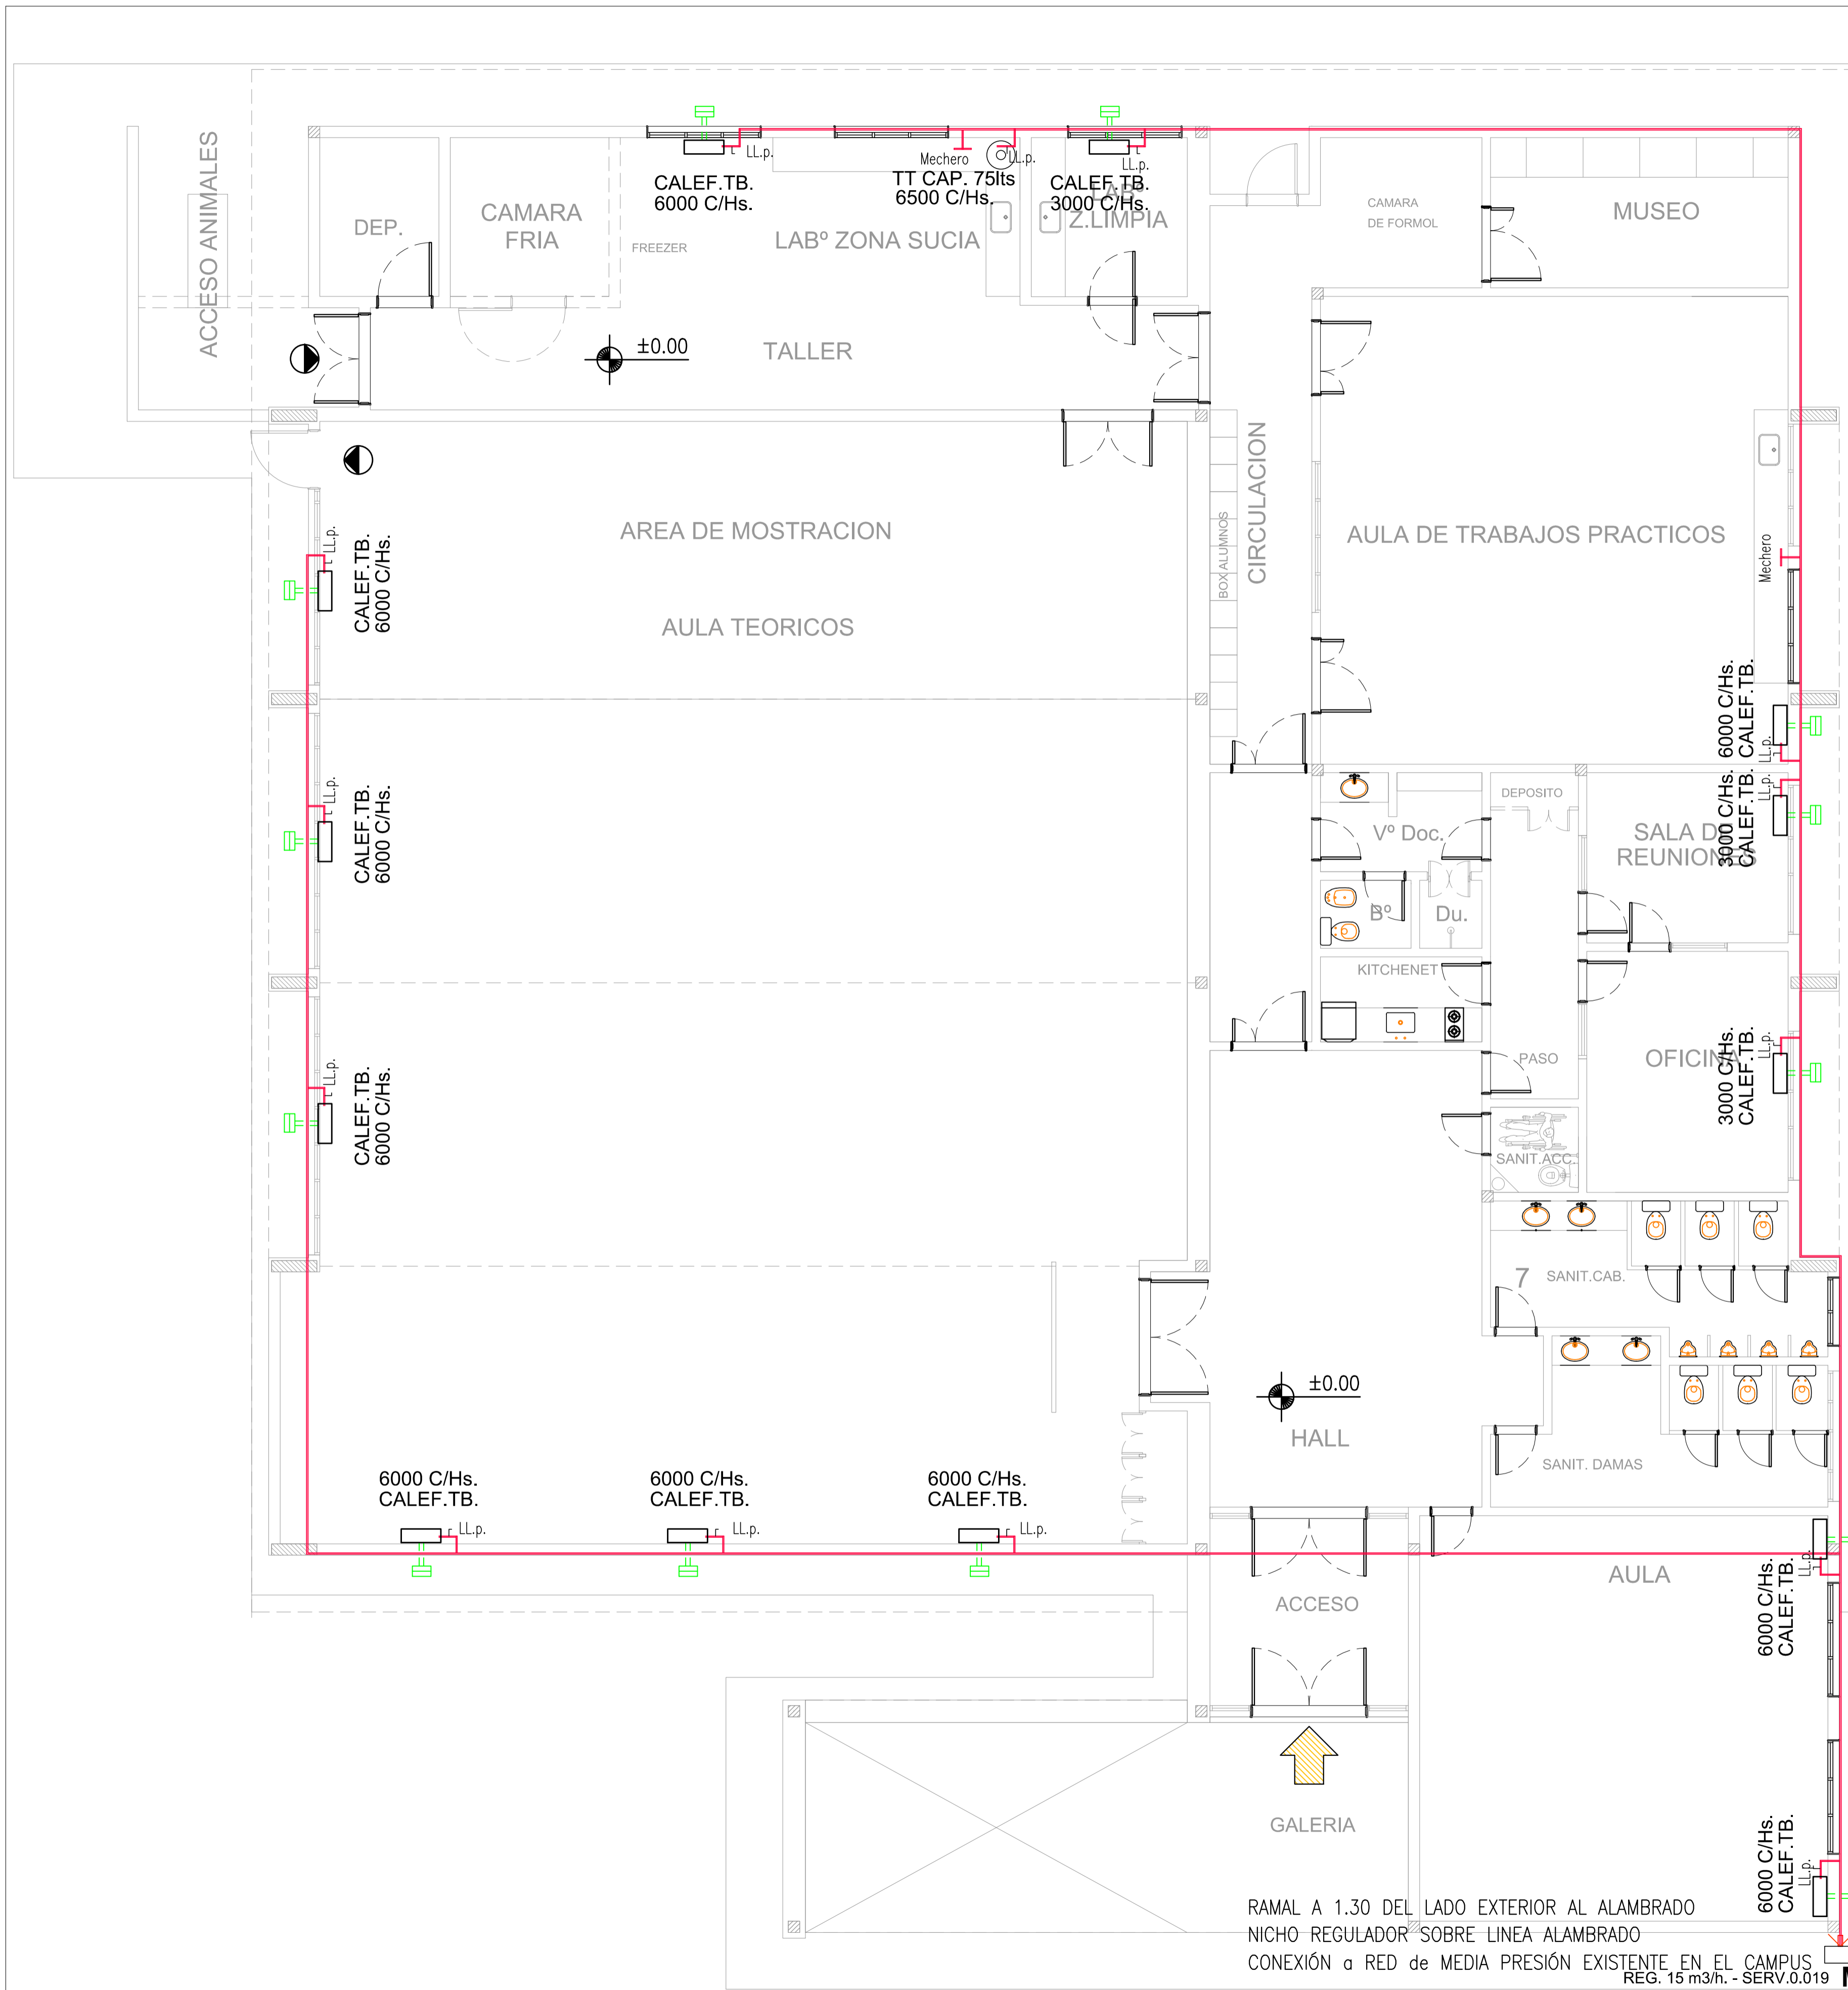 ACCESO ANIMALES
DEP.
CAMARA
FRIA
FREEZER
LL.p.
CALEF.TB.
6000 C/Hs.
LABº ZONA SUCIA
Mechero
LL.p.
TT CAP. 75lts
6500 C/Hs.
LL.p.
CALEF.TB.
3000 C/Hs.
LABº
Z.LIMPIA
CAMARA
DE FORMOL
MUSEO
±0.00
TALLER
CIRCULACION
BOX ALUMNOS
AREA DE MOSTRACION
AULA TEORICOS
AULA DE TRABAJOS PRACTICOS
Mechero
LL.p.
CALEF.TB.
6000 C/Hs.
LL.p.
CALEF.TB.
6000 C/Hs.
LL.p.
CALEF.TB.
6000 C/Hs.
6000 C/Hs.
CALEF.TB.
LL.p.
3000 C/Hs.
CALEF.TB.
LL.p.
DEPOSITO
Vº Doc.
SALA DE
REUNIONES
Bº
Du.
KITCHENET
PASO
OFICINA
3000 C/Hs.
CALEF.TB.
LL.p.
SANIT.ACC.
7
SANIT.CAB.
±0.00
HALL
SANIT. DAMAS
6000 C/Hs.
CALEF.TB.
LL.p.
6000 C/Hs.
CALEF.TB.
LL.p.
6000 C/Hs.
CALEF.TB.
LL.p.
ACCESO
AULA
6000 C/Hs.
CALEF.TB.
LL.p.
GALERIA
6000 C/Hs.
CALEF.TB.
LL.p.
RAMAL A 1.30 DEL LADO EXTERIOR AL ALAMBRADO
NICHO REGULADOR SOBRE LINEA ALAMBRADO
CONEXIÓN a RED de MEDIA PRESIÓN EXISTENTE EN EL CAMPUS
REG. 15 m3/h. - SERV.0.019